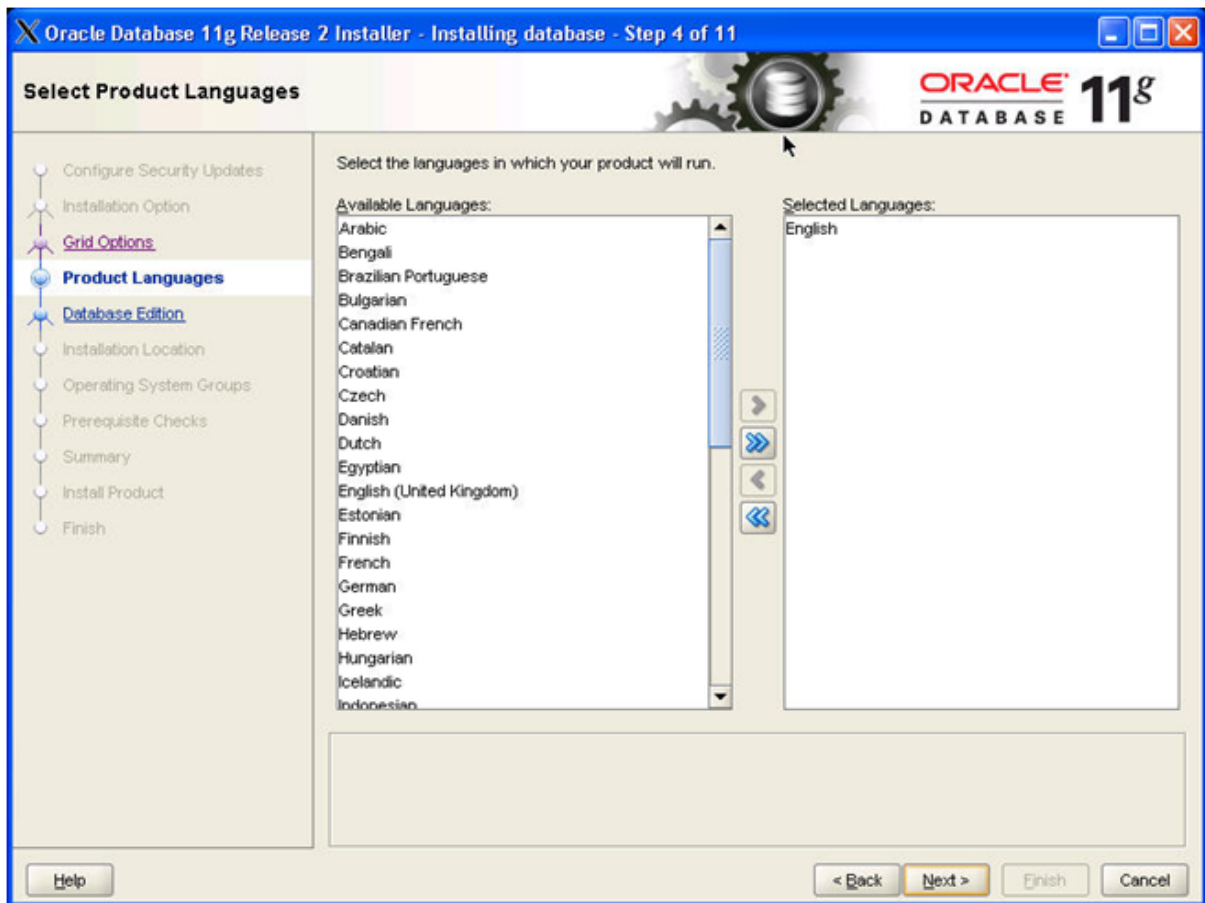 Oracle Database 11g Release 2 Installer - Installing database - Step 4 of 11
Select Product Languages
ORACLE
DATABASE
11g
Configure Security Updates
Installation Option
Grid Options
Product Languages
Database Edition
Installation Location
Operating System Groups
Prerequisite Checks
Summary
Install Product
Finish
Select the languages in which your product will run.
Available Languages:
Arabic
Bengali
Brazilian Portuguese
Bulgarian
Canadian French
Catalan
Croatian
Czech
Danish
Dutch
Egyptian
English (United Kingdom)
Estonian
Finnish
French
German
Greek
Hebrew
Hungarian
Icelandic
Indonesian
Selected Languages:
English
Help
< Back
Next >
Finish
Cancel